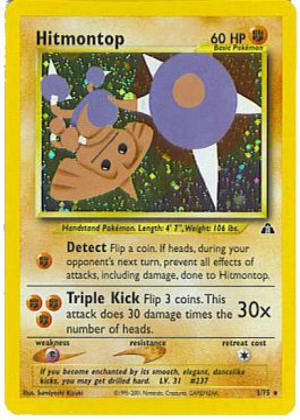 Hitmontop 60 HP
Basic Pokémon
Handstand Pokémon. Length: 4' 7", Weight: 106 lbs.
Detect Flip a coin. If heads, during your
opponent's next turn, prevent all effects of
attacks, including damage, done to Hitmontop.
Triple Kick Flip 3 coins. This
attack does 30 damage times the 30x
number of heads.
weakness resistance retreat cost
-30
If you become enchanted by its smooth, elegant, dancelike
kicks, you may get drilled hard. LV. 31 #237
Illus. Sumiyoshi Kizuki ©1995-2001 Nintendo, Creatures, GAMEFREAK. 3/75